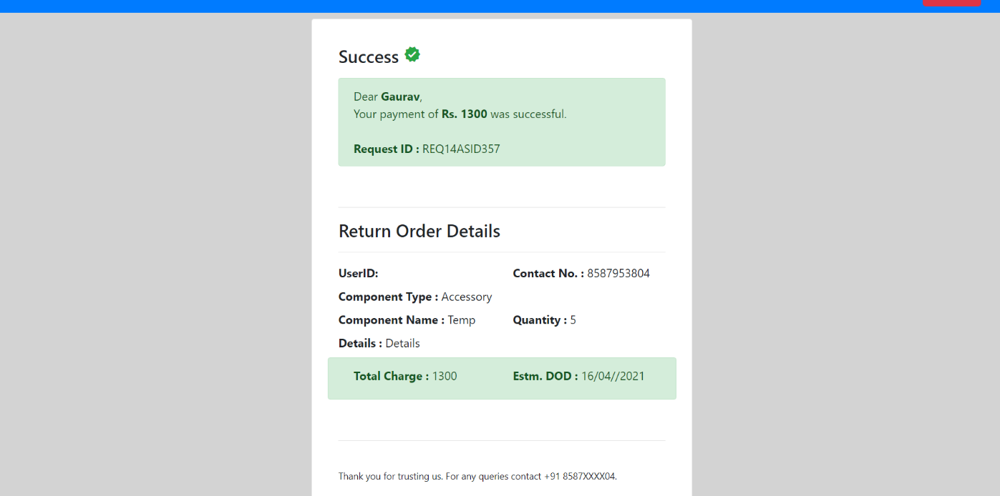 Success
Dear Gaurav,
Your payment of Rs. 1300 was successful.
Request ID : REQ14ASID357
Return Order Details
UserID: Contact No. : 8587953804
Component Type : Accessory
Component Name : Temp Quantity : 5
Details : Details
Total Charge : 1300 Estm. DOD : 16/04//2021
Thank you for trusting us. For any queries contact +91 8587XXXX04.